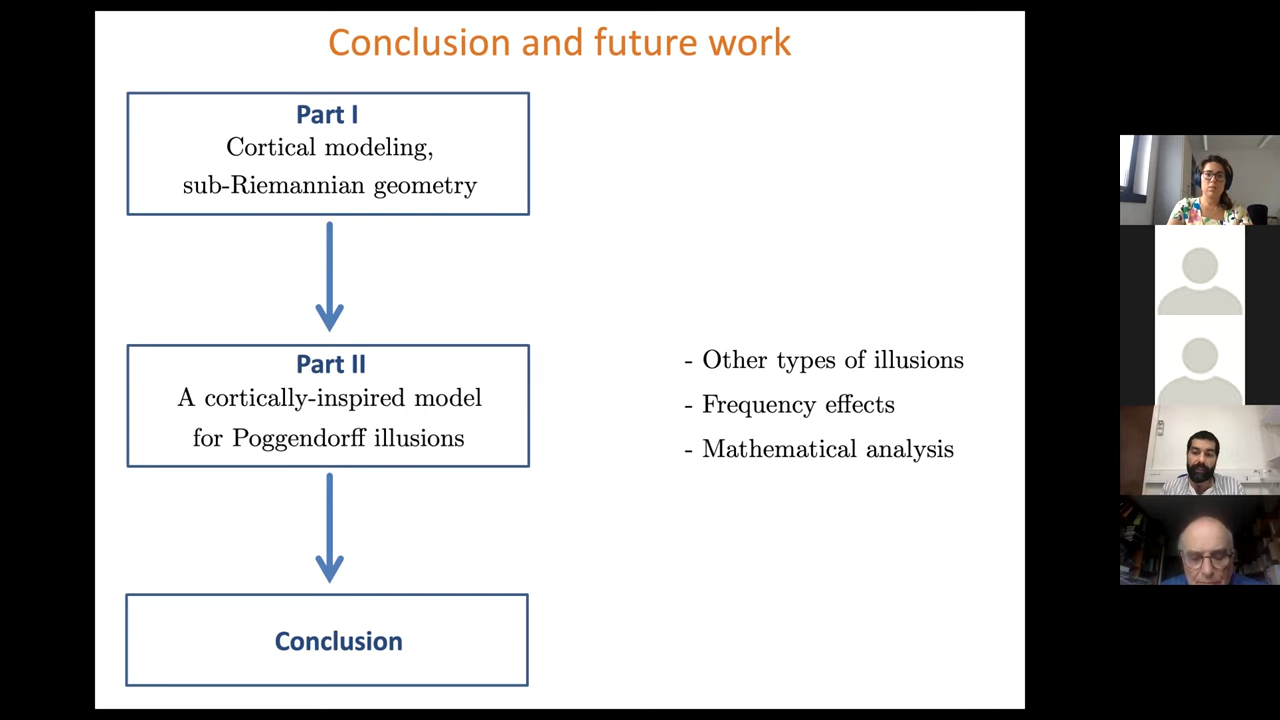 Conclusion and future work
Part I
Cortical modeling,
sub-Riemannian geometry
Part II
A cortically-inspired model
for Poggendorff illusions
- Other types of illusions
- Frequency effects
- Mathematical analysis
Conclusion